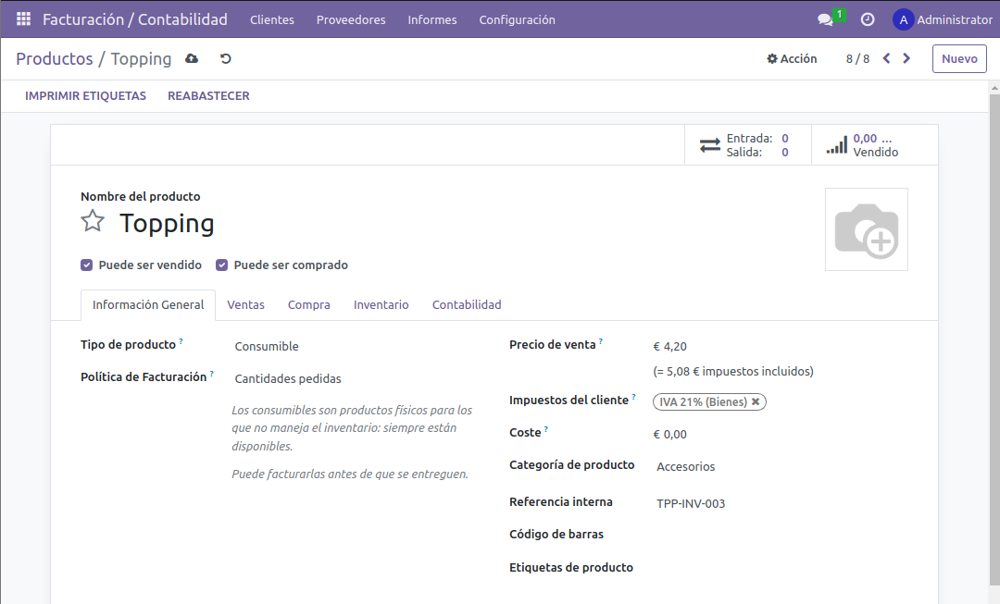 Facturación / Contabilidad Clientes Proveedores Informes Configuración 1 A Administrator
Productos / Topping Acción 8 / 8 Nuevo
IMPRIMIR ETIQUETAS REABASTECER
Entrada: 0
Salida: 0
0,00 ...
Vendido
Nombre del producto
Topping
Puede ser vendido Puede ser comprado
Información General Ventas Compra Inventario Contabilidad
Tipo de producto ? Consumible
Política de Facturación ? Cantidades pedidas
Los consumibles son productos físicos para los
que no maneja el inventario: siempre están
disponibles.
Puede facturarlas antes de que se entreguen.
Precio de venta ? € 4,20
(= 5,08 € impuestos incluidos)
Impuestos del cliente ? IVA 21% (Bienes) ✖
Coste ? € 0,00
Categoría de producto Accesorios
Referencia interna TPP-INV-003
Código de barras
Etiquetas de producto